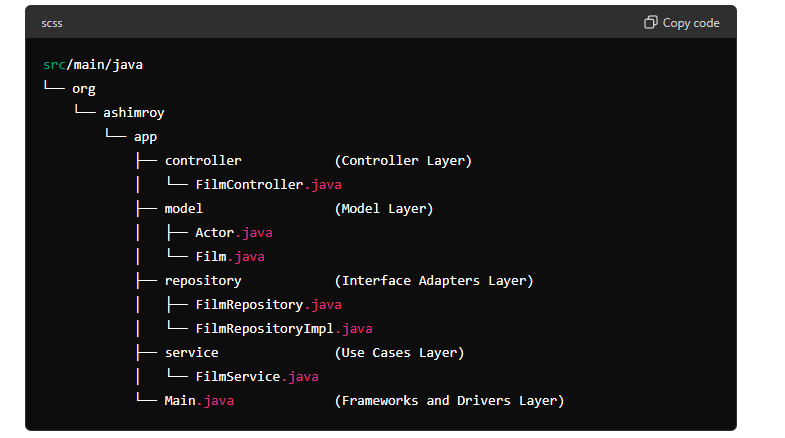 scss Copy code
src/main/java
└── org
    └── ashimroy
        └── app
            ├── controller            (Controller Layer)
            │   └── FilmController.java
            ├── model                 (Model Layer)
            │   ├── Actor.java
            │   └── Film.java
            ├── repository            (Interface Adapters Layer)
            │   ├── FilmRepository.java
            │   └── FilmRepositoryImpl.java
            ├── service               (Use Cases Layer)
            │   └── FilmService.java
            └── Main.java             (Frameworks and Drivers Layer)